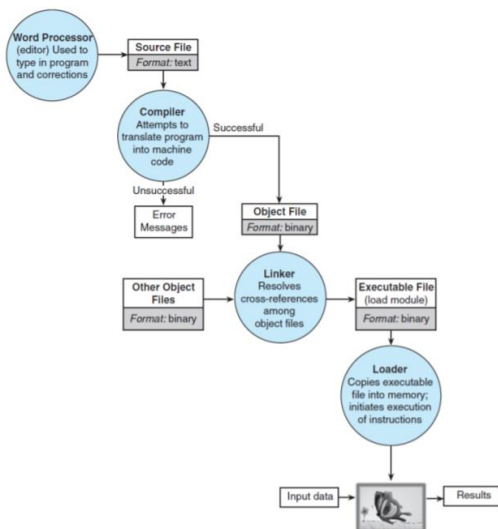 Word Processor
(editor) Used to
type in program
and corrections
Source File
Format: text
Compiler
Attempts to
translate program
into machine
code
Successful
Unsuccessful
Error
Messages
Object File
Format: binary
Other Object
Files
Format: binary
Linker
Resolves
cross-references
among
object files
Executable File
(load module)
Format: binary
Loader
Copies executable
file into memory;
initiates execution
of instructions
Input data
Results